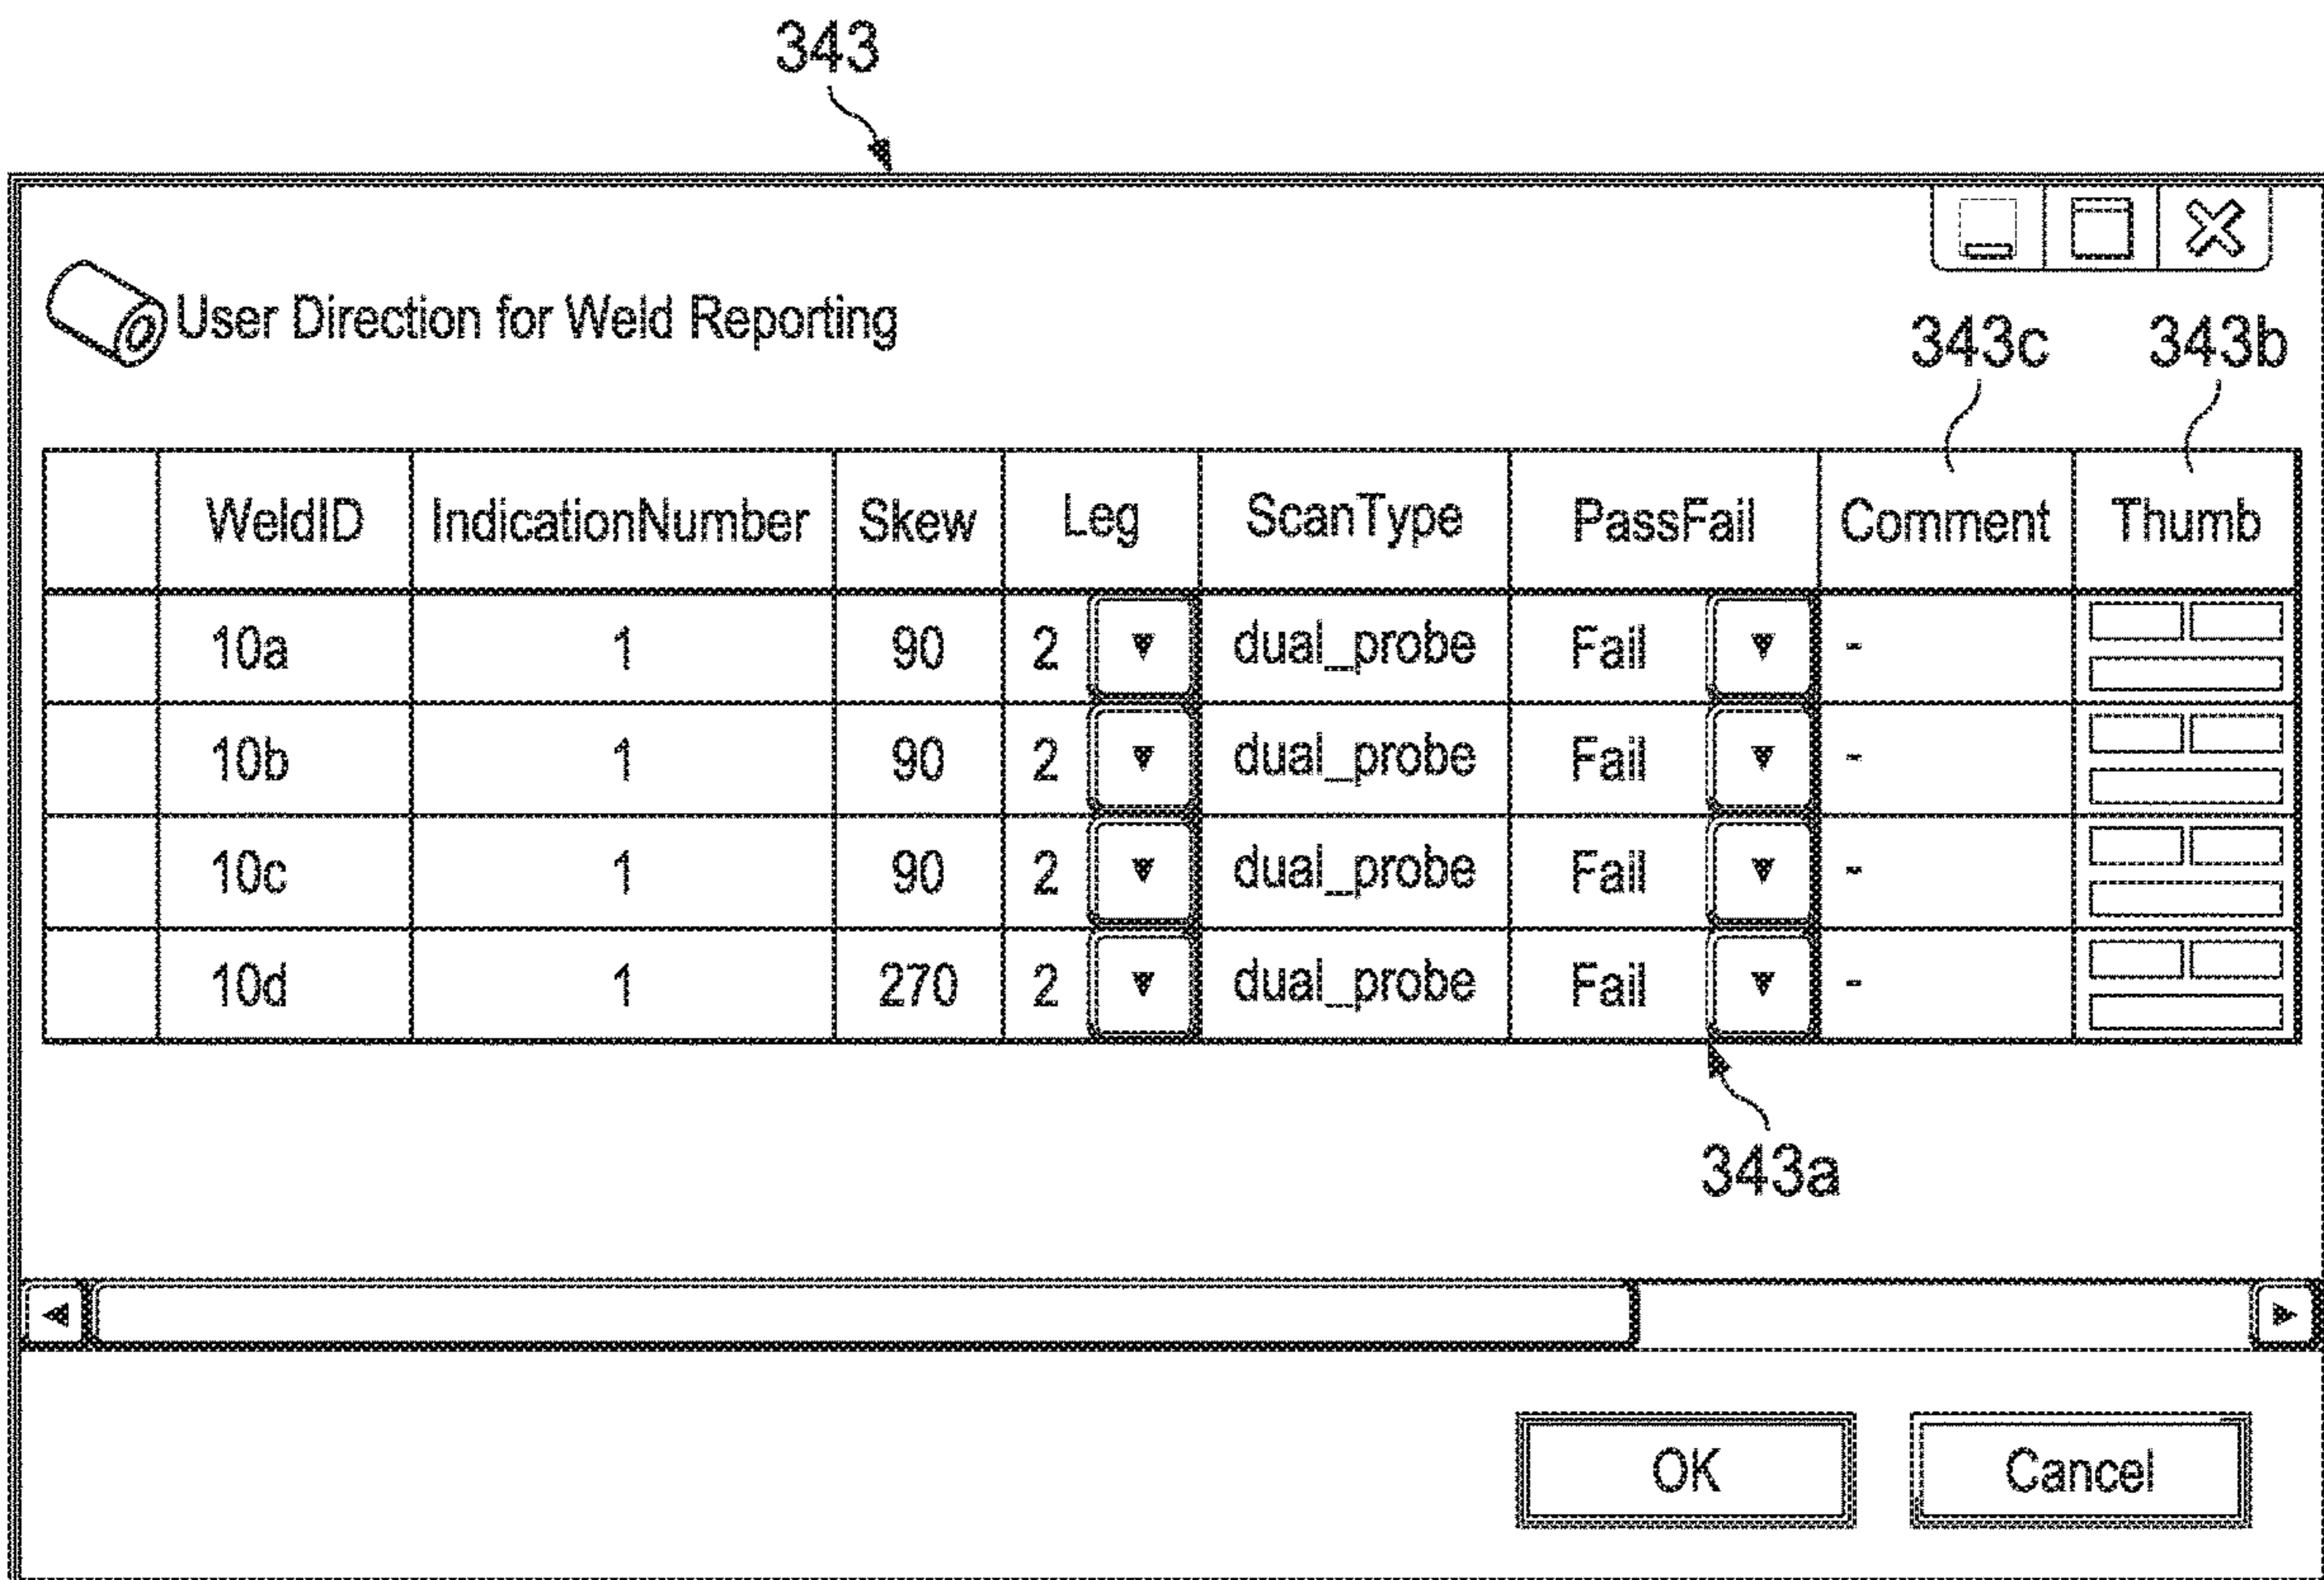 343
User Direction for Weld Reporting
343c 343b
WeldID IndicationNumber Skew Leg ScanType PassFail Comment Thumb
10a 1 90 2 dual_probe Fail -
10b 1 90 2 dual_probe Fail -
10c 1 90 2 dual_probe Fail -
10d 1 270 2 dual_probe Fail -
343a
OK Cancel